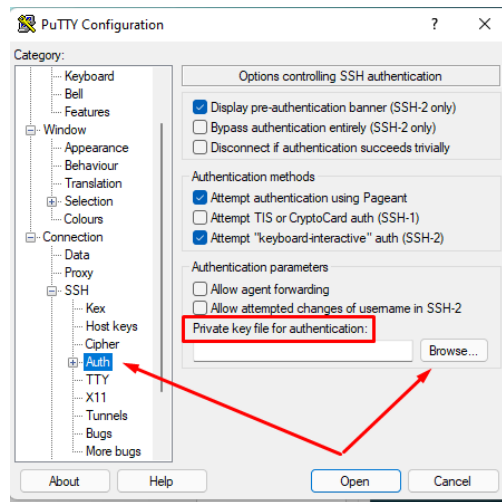 PuTTY Configuration
?
Category:
Keyboard
Bell
Features
Window
Appearance
Behaviour
Translation
Selection
Colours
Connection
Data
Proxy
SSH
Kex
Host keys
Cipher
Auth
TTY
X11
Tunnels
Bugs
More bugs
Options controlling SSH authentication
Display pre-authentication banner (SSH-2 only)
Bypass authentication entirely (SSH-2 only)
Disconnect if authentication succeeds trivially
Authentication methods
Attempt authentication using Pageant
Attempt TIS or CryptoCard auth (SSH-1)
Attempt "keyboard-interactive" auth (SSH-2)
Authentication parameters
Allow agent forwarding
Allow attempted changes of username in SSH-2
Private key file for authentication:
Browse...
About
Help
Open
Cancel